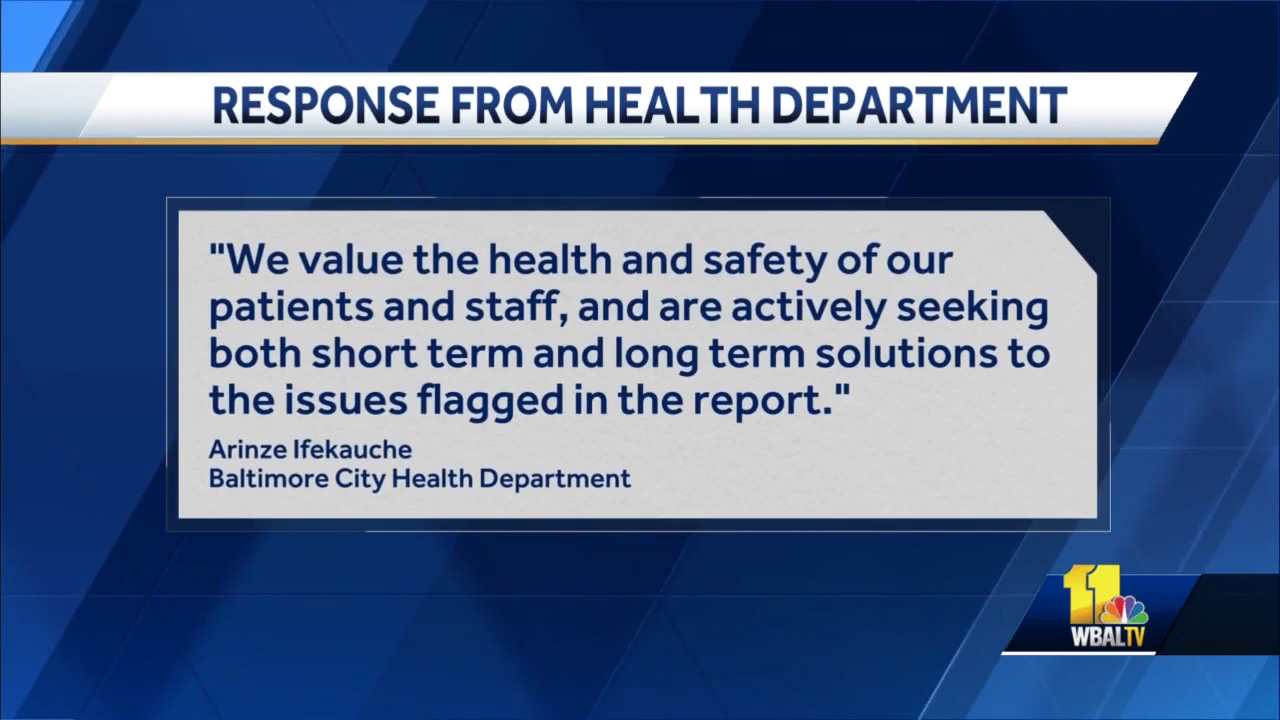 RESPONSE FROM HEALTH DEPARTMENT
"We value the health and safety of our
patients and staff, and are actively seeking
both short term and long term solutions to
the issues flagged in the report."
Arinze Ifekauche
Baltimore City Health Department
11
WBALTV